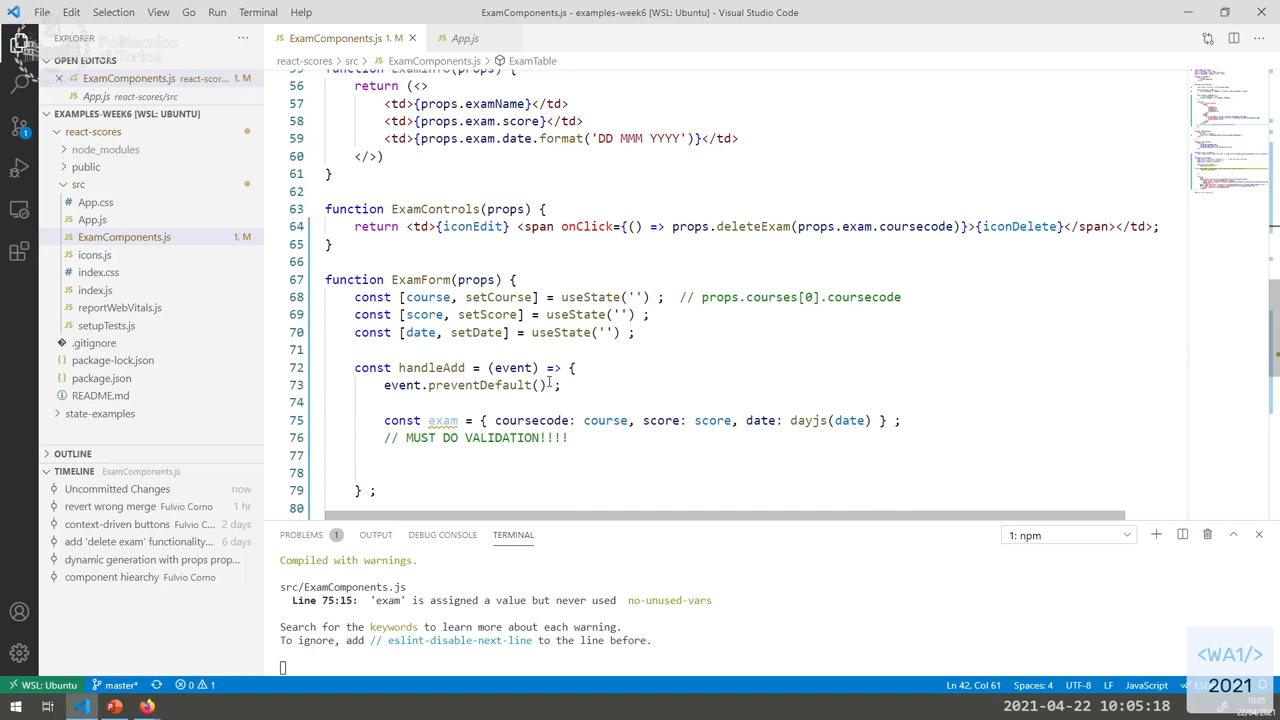 File Edit Selection View Go Run Terminal Help
ExamComponents.js - examples-week6 [WSL: Ubuntu] - Visual Studio Code
EXPLORER
Politecnico
OPEN EDITORS
ExamComponents.js react-scor... 1, M
App.js react-scores/src
EXAMPLES-WEEK6 [WSL: UBUNTU]
react-scores
node_modules
public
src
App.css
App.js
ExamComponents.js 1, M
icons.js
index.css
index.js
reportWebVitals.js
setupTests.js
.gitignore
package-lock.json
package.json
README.md
state-exercises
OUTLINE
TIMELINE ExamComponents.js
Uncommitted Changes now
revert wrong merge Fulvio Corno 1 hr
context-driven buttons Fulvio C... 2 days
add 'delete exam' functionality... 6 days
dynamic generation with props prop...
component hiearchy Fulvio Corno
ExamComponents.js 1, M
App.js
react-scores > src > ExamComponents.js > ExamTable
55 function ExamInfo(props) {
56 return (<>
57 <td>{props.examName}</td>
58 <td>{props.exam.score}</td>
59 <td>{props.exam.date.format('DD MMM YYYY')}</td>
60 </>)
61 }
62
63 function ExamControls(props) {
64 return <td>{iconEdit} <span onClick={() => props.deleteExam(props.exam.coursecode)}>{iconDelete}</span></td>;
65 }
66
67 function ExamForm(props) {
68 const [course, setCourse] = useState('') ; // props.courses[0].coursecode
69 const [score, setScore] = useState('') ;
70 const [date, setDate] = useState('') ;
71
72 const handleAdd = (event) => {
73 event.preventDefault() ;
74
75 const exam = { coursecode: course, score: score, date: dayjs(date) } ;
76 // MUST DO VALIDATION!!!!
77
78
79 } ;
80
PROBLEMS 1 OUTPUT DEBUG CONSOLE TERMINAL
1: npm
Compiled with warnings.
src/ExamComponents.js
Line 75:15: 'exam' is assigned a value but never used no-unused-vars
Search for the keywords to learn more about each warning.
To ignore, add // eslint-disable-next-line to the line before.
WSL: Ubuntu master* 0 1
Ln 42, Col 61 Spaces: 4 UTF-8 LF JavaScript
<WA1/>
2021
2021-04-22 10:05:18
10:05
22/04/2021